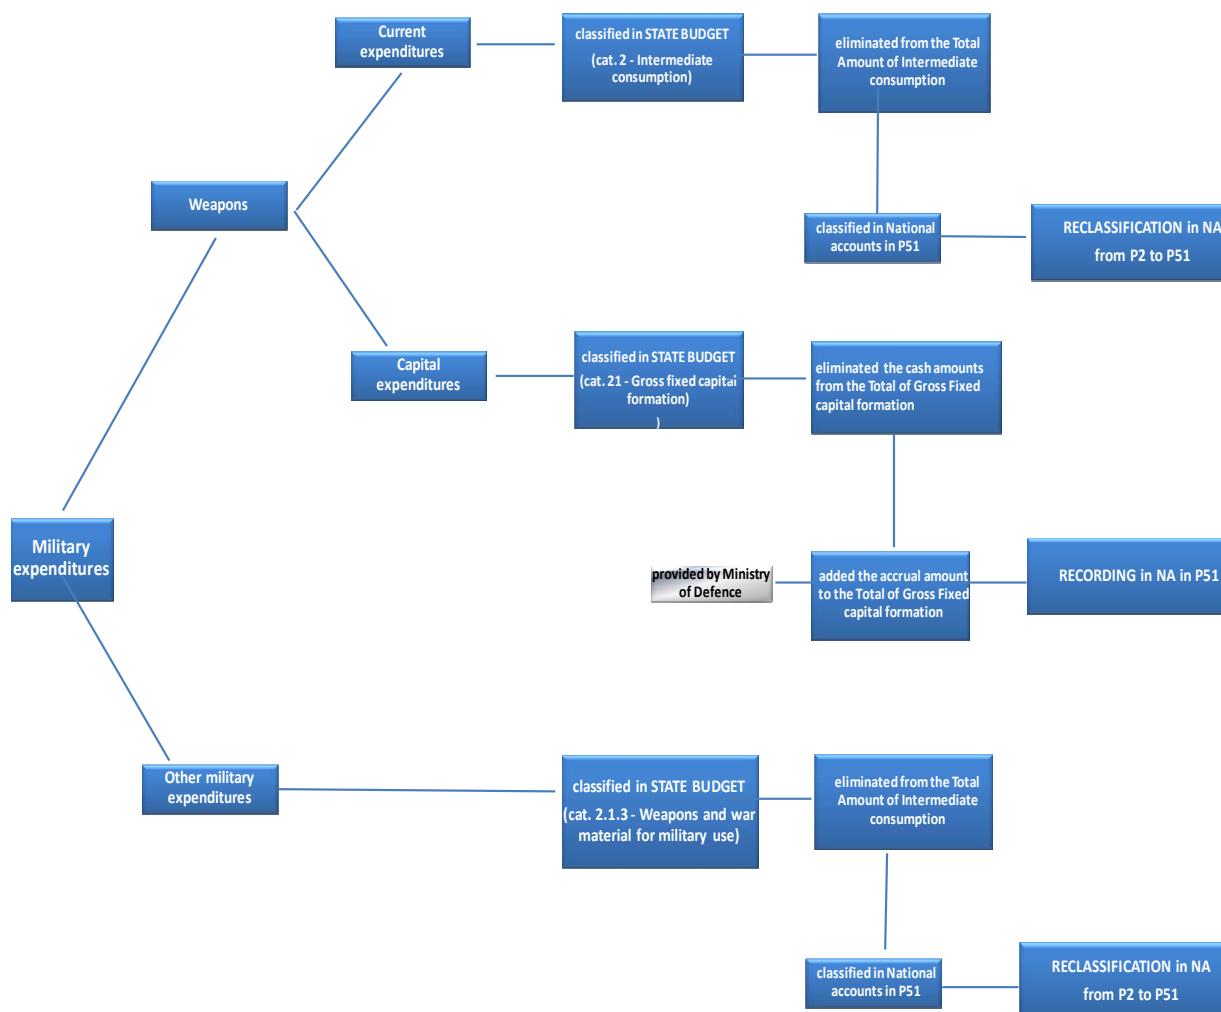 Current
expenditures
classified in STATE BUDGET
(cat. 2 - Intermediate
consumption)
eliminated from the Total
Amount of Intermediate
consumption
Weapons
classified in National
accounts in P51
RECLASSIFICATION in NA
from P2 to P51
Capital
expenditures
classified in STATE BUDGET
(cat. 21 - Gross fixed capital
formation)
)
eliminated the cash amounts
from the Total of Gross Fixed
capital formation
Military
expenditures
provided by Ministry
of Defence
added the accrual amount
to the Total of Gross Fixed
capital formation
RECORDING in NA in P51
Other military
expenditures
classified in STATE BUDGET
(cat. 2.1.3 - Weapons and war
material for military use)
eliminated from the Total
Amount of Intermediate
consumption
classified in National
accounts in P51
RECLASSIFICATION in NA
from P2 to P51